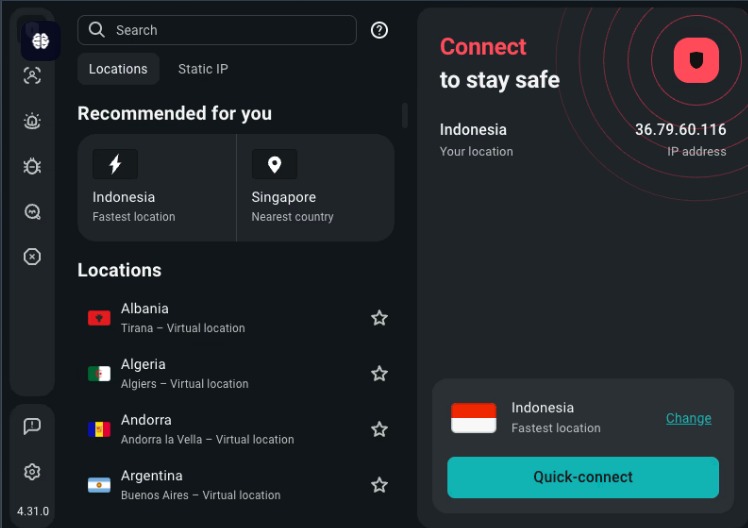 Search
Locations
Static IP
Recommended for you
Indonesia
Fastest location
Singapore
Nearest country
Locations
Albania
Tirana – Virtual location
Algeria
Algiers – Virtual location
Andorra
Andorra la Vella – Virtual location
Argentina
Buenos Aires – Virtual location
4.31.0
Connect
to stay safe
Indonesia
36.79.60.116
Your location
IP address
Indonesia
Fastest location
Change
Quick-connect